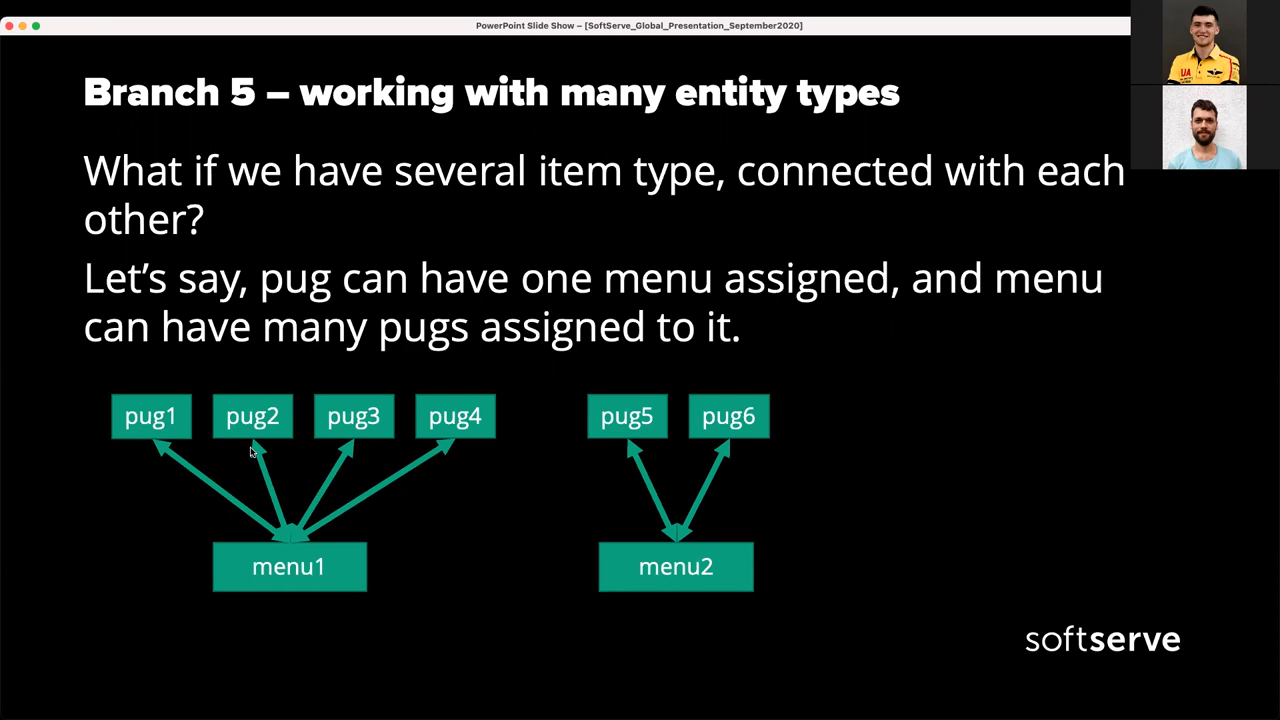 PowerPoint Slide Show – [SoftServe_Global_Presentation_September2020]
Branch 5 – working with many entity types
What if we have several item type, connected with each
other?
Let’s say, pug can have one menu assigned, and menu
can have many pugs assigned to it.
pug1 pug2 pug3 pug4 pug5 pug6
menu1 menu2
softserve
UA